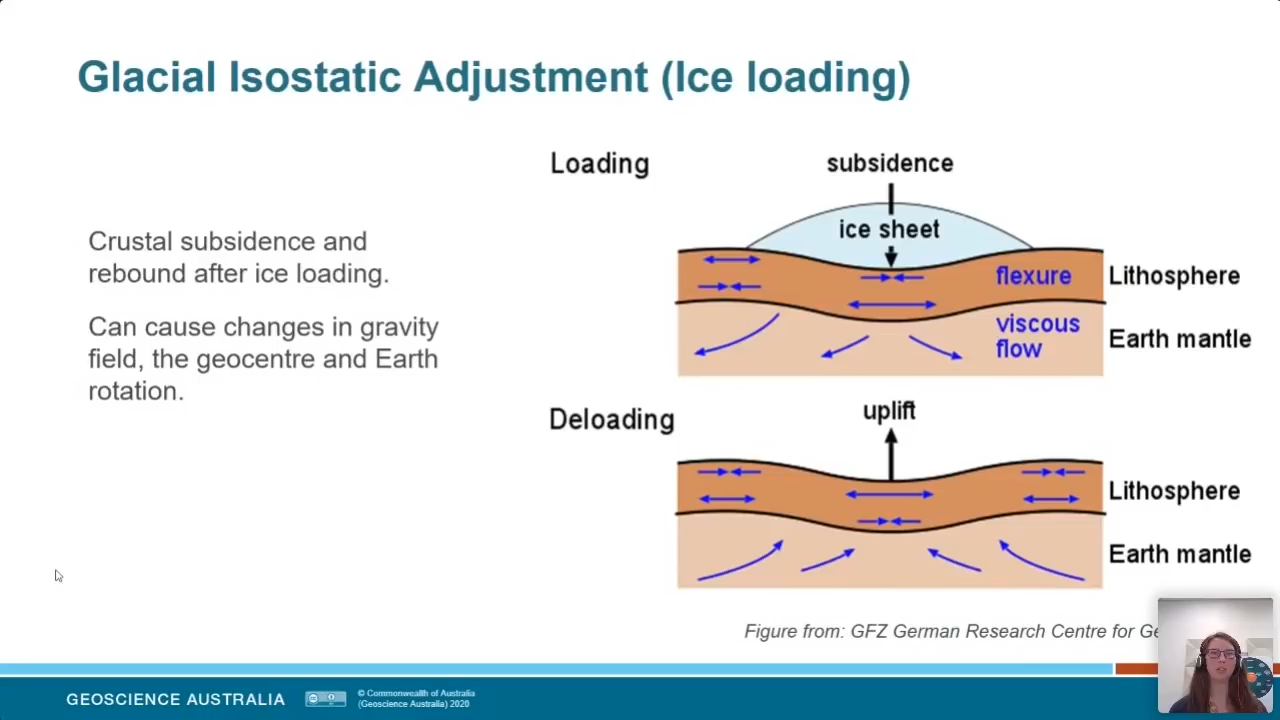 Glacial Isostatic Adjustment (Ice loading)
Crustal subsidence and
rebound after ice loading.
Can cause changes in gravity
field, the geocentre and Earth
rotation.
Loading
subsidence
ice sheet
flexure
Lithosphere
viscous
flow
Earth mantle
Deloading
uplift
Lithosphere
Earth mantle
Figure from: GFZ German Research Centre for
GEOSCIENCE AUSTRALIA
© Commonwealth of Australia
(Geoscience Australia) 2020